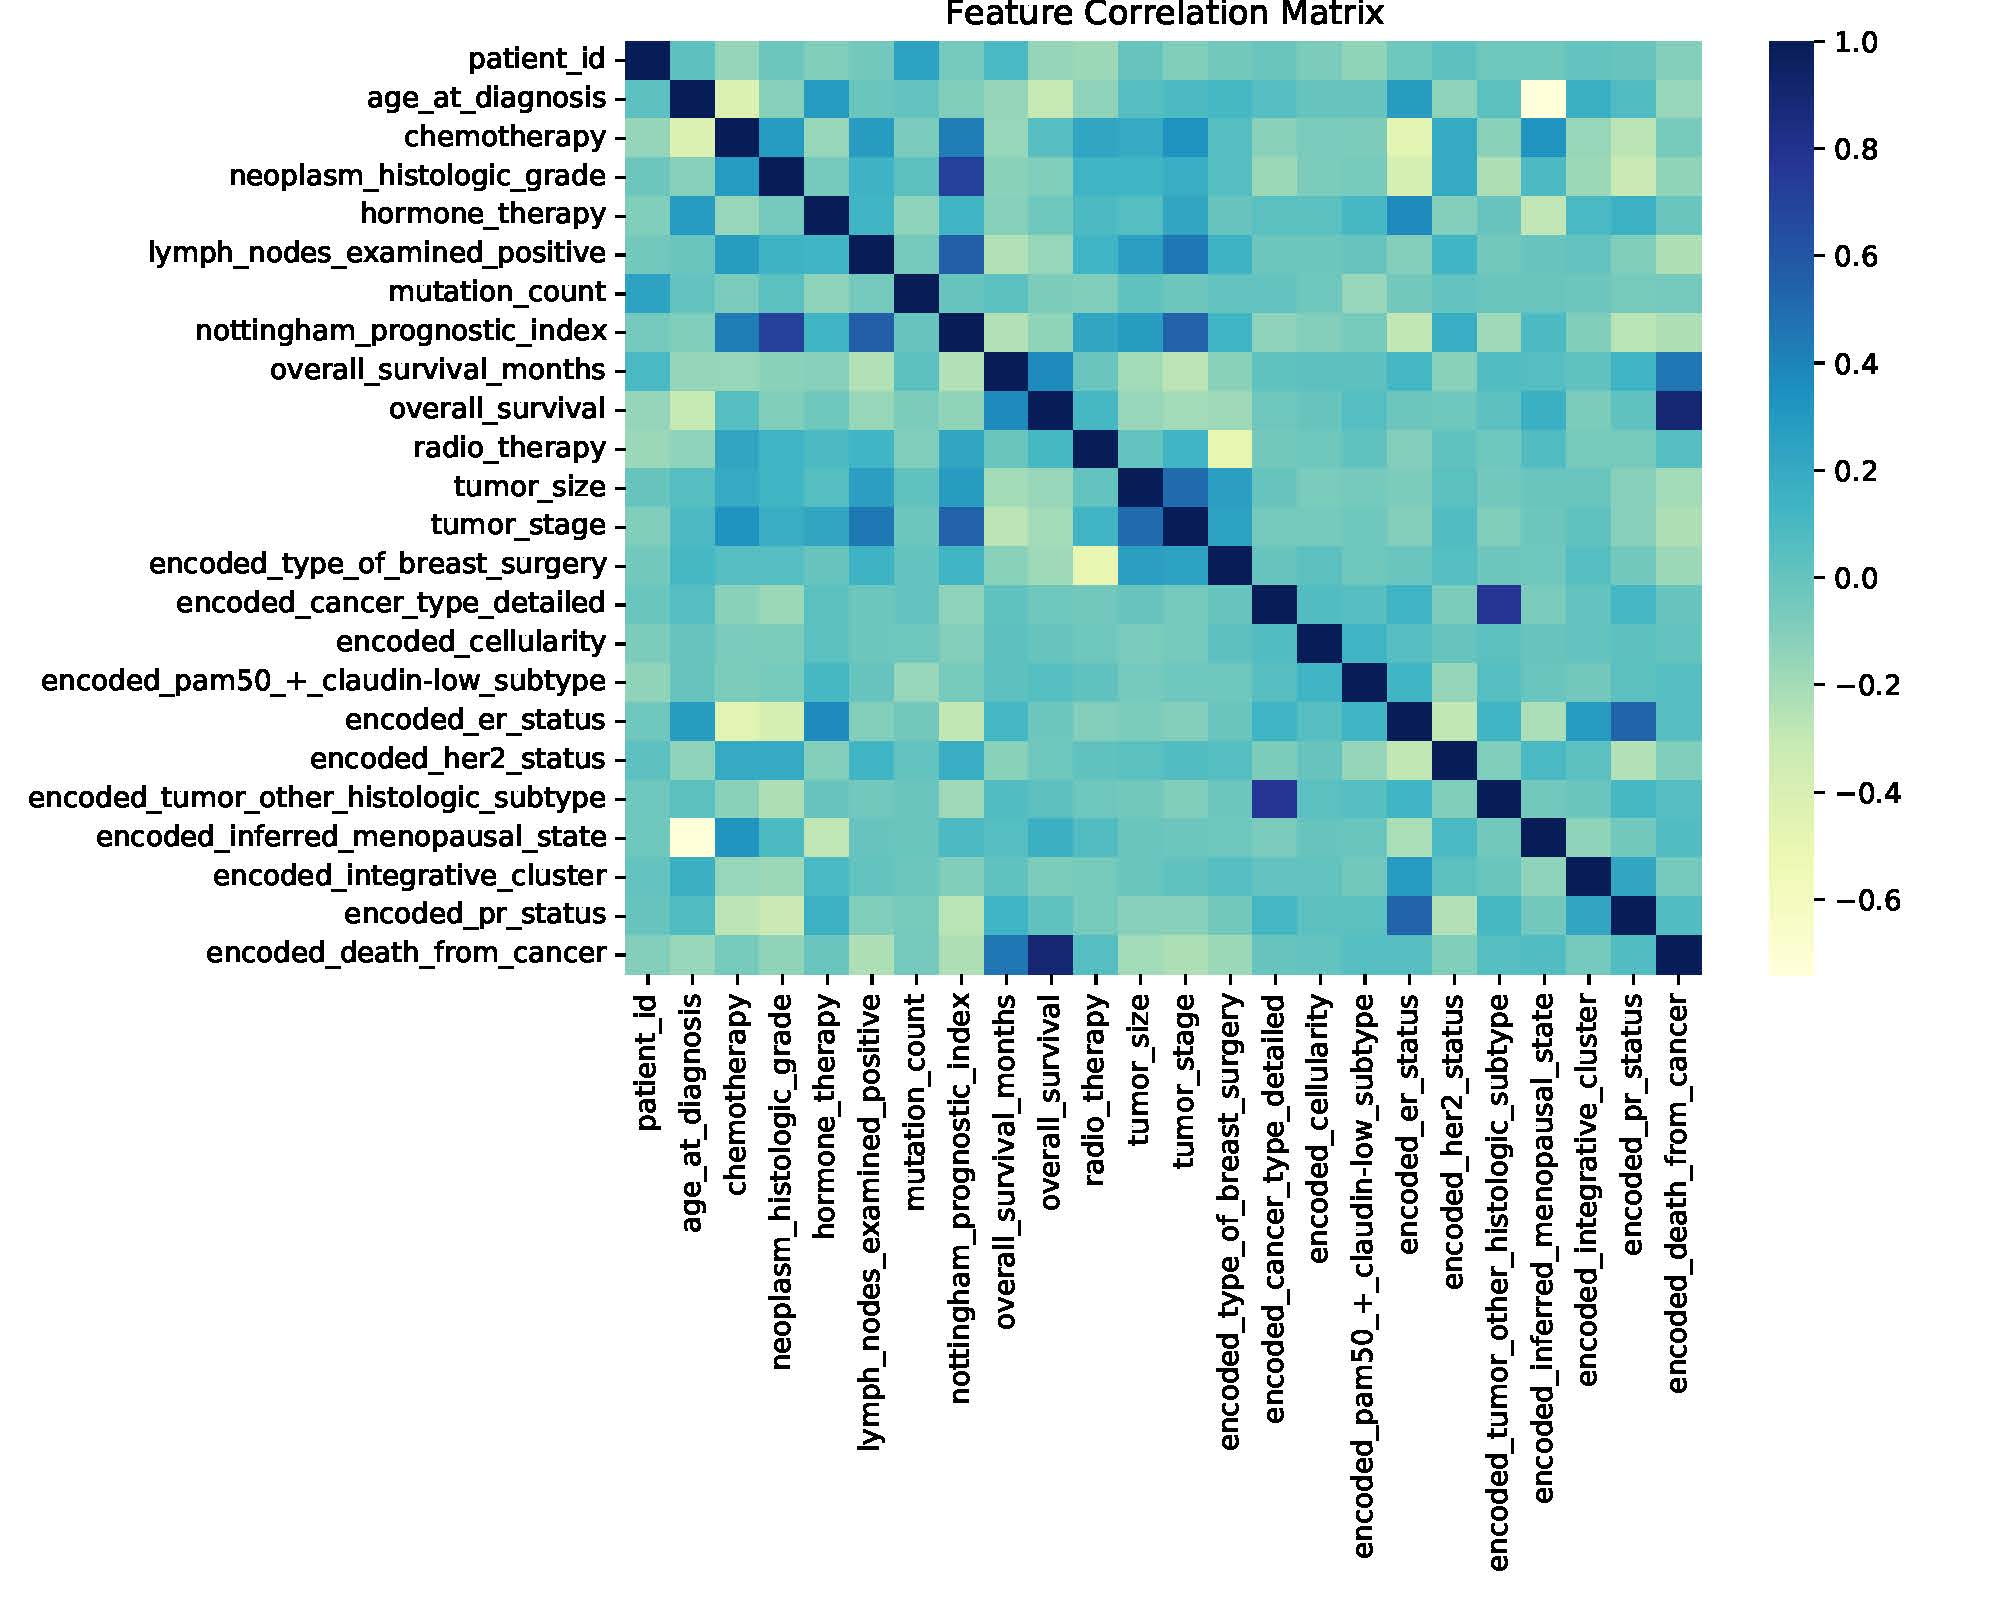 Feature Correlation Matrix
patient_id
age_at_diagnosis
chemotherapy
neoplasm_histologic_grade
hormone_therapy
lymph_nodes_examined_positive
mutation_count
nottingham_prognostic_index
overall_survival_months
overall_survival
radio_therapy
tumor_size
tumor_stage
encoded_type_of_breast_surgery
encoded_cancer_type_detailed
encoded_cellularity
encoded_pam50_+_claudin-low_subtype
encoded_er_status
encoded_her2_status
encoded_tumor_other_histologic_subtype
encoded_inferred_menopausal_state
encoded_integrative_cluster
encoded_pr_status
encoded_death_from_cancer
patient_id
age_at_diagnosis
chemotherapy
neoplasm_histologic_grade
hormone_therapy
lymph_nodes_examined_positive
mutation_count
nottingham_prognostic_index
overall_survival_months
overall_survival
radio_therapy
tumor_size
tumor_stage
encoded_type_of_breast_surgery
encoded_cancer_type_detailed
encoded_cellularity
encoded_pam50_+_claudin-low_subtype
encoded_er_status
encoded_her2_status
encoded_tumor_other_histologic_subtype
encoded_inferred_menopausal_state
encoded_integrative_cluster
encoded_pr_status
encoded_death_from_cancer
1.0
0.8
0.6
0.4
0.2
0.0
−0.2
−0.4
−0.6